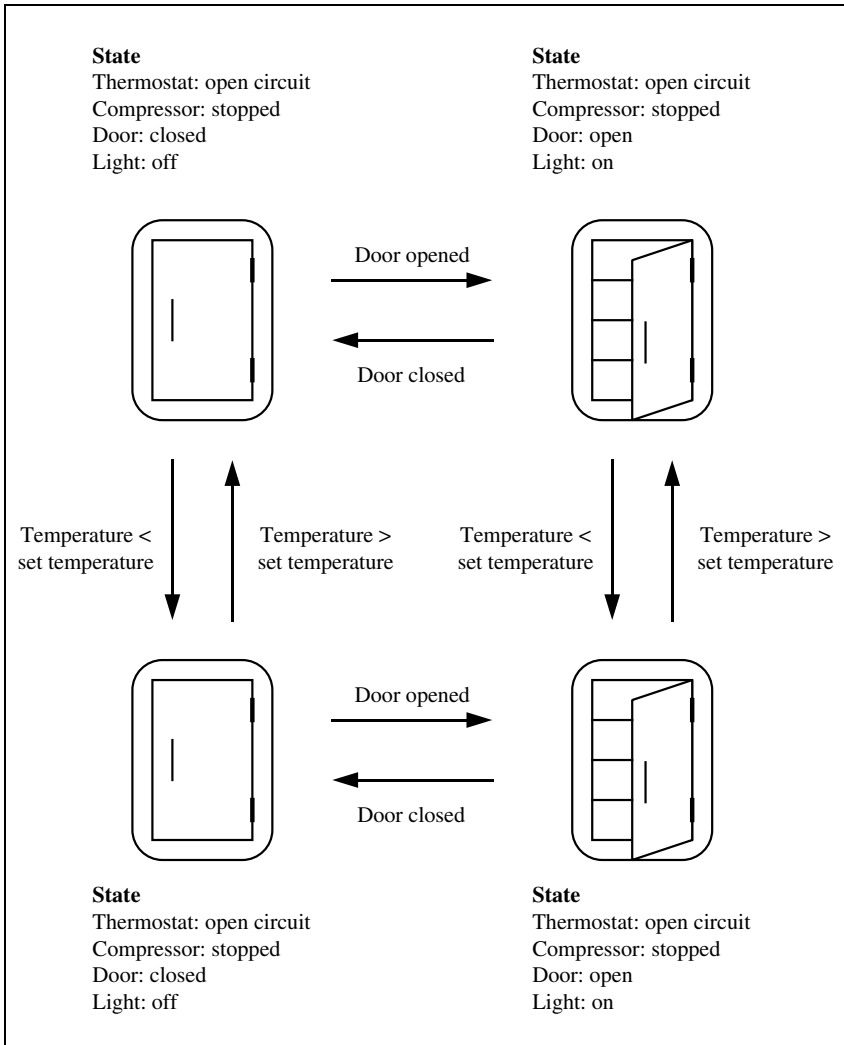 State
Thermostat: open circuit
Compressor: stopped
Door: closed
Light: off
State
Thermostat: open circuit
Compressor: stopped
Door: open
Light: on
Door opened
Door closed
Temperature <
set temperature
Temperature >
set temperature
Temperature <
set temperature
Temperature >
set temperature
Door opened
Door closed
State
Thermostat: open circuit
Compressor: stopped
Door: closed
Light: off
State
Thermostat: open circuit
Compressor: stopped
Door: open
Light: on